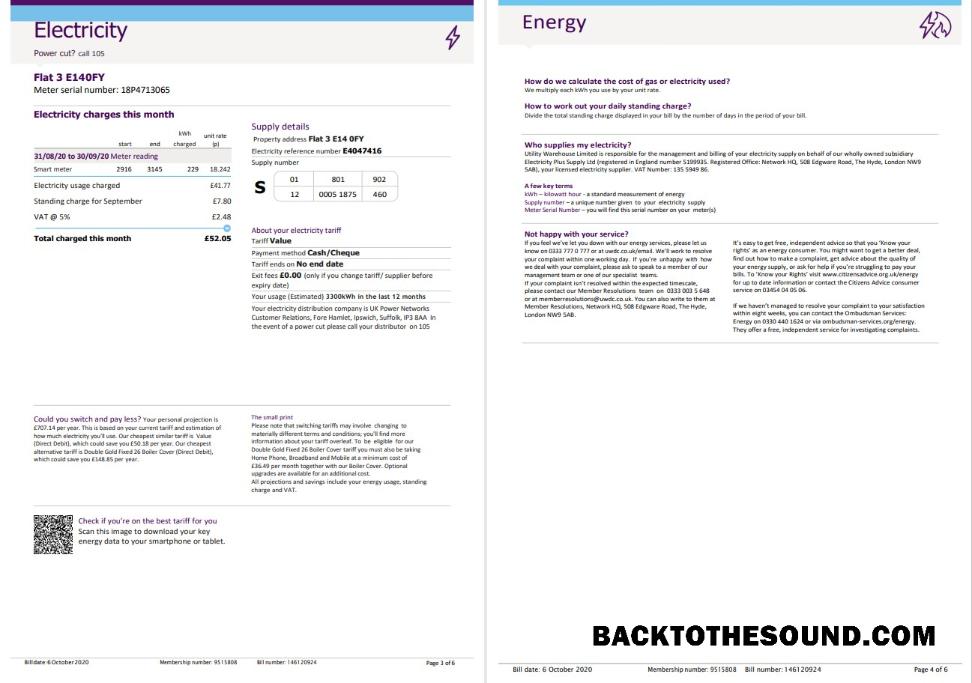 Electricity
Power cut? call 105
Flat 3 E140FY
Meter serial number: 18P4713065
Electricity charges this month
start end kWh charged unit rate (p)
31/08/20 to 30/09/20 Meter reading
Smart meter 2916 3145 229 18.242
Electricity usage charged £41.77
Standing charge for September £7.80
VAT @ 5% £2.48
Total charged this month £52.05
Supply details
Property address Flat 3 E14 0FY
Electricity reference number E4047416
Supply number
S 01 801 902
12 0005 1875 460
About your electricity tariff
Tariff Value
Payment method Cash/Cheque
Tariff ends on No end date
Exit fees £0.00 (only if you change tariff/ supplier before
expiry date)
Your usage (Estimated) 3300kWh in the last 12 months
Your electricity distribution company is UK Power Networks
Customer Relations, Fore Hamlet, Ipswich, Suffolk, IP3 8AA In
the event of a power cut please call your distributor on 105
Could you switch and pay less? Your personal projection is
£707.14 per year. This is based on your current tariff and estimation of
how much electricity you'll use. Our cheapest similar tariff is Value
(Direct Debit), which could save you £50.18 per year. Our cheapest
alternative tariff is Double Gold Fixed 26 Boiler Cover (Direct Debit),
which could save you £148.85 per year.
The small print
Please note that switching tariffs may involve changing to
materially different terms and conditions; you'll find more
information about your tariff overleaf. To be eligible for our
Double Gold Fixed 26 Boiler Cover tariff you must also be taking
Home Phone, Broadband and Mobile at a minimum cost of
£36.49 per month together with our Boiler Cover. Optional
upgrades are available for an additional cost.
All projections and savings include your energy usage, standing
charge and VAT.
Check if you're on the best tariff for you
Scan this image to download your key
energy data to your smartphone or tablet.
Bill date: 6 October 2020 Membership number: 9515808 Bill number: 146120924 Page 3 of 6
Energy
How do we calculate the cost of gas or electricity used?
We multiply each kWh you use by your unit rate.
How to work out your daily standing charge?
Divide the total standing charge displayed in your bill by the number of days in the period of your bill.
Who supplies my electricity?
Utility Warehouse Limited is responsible for the management and billing of your electricity supply on behalf of our wholly owned subsidiary
Electricity Plus Supply Ltd (registered in England number 5199935. Registered Office: Network HQ, 508 Edgware Road, The Hyde, London NW9
5AB), your licensed electricity supplier. VAT Number: 135 5949 86.
A few key terms
kWh – kilowatt hour - a standard measurement of energy
Supply number – a unique number given to your electricity supply
Meter Serial Number – you will find this serial number on your meter(s)
Not happy with your service?
If you feel we've let you down with our energy services, please let us
know on 0333 777 0 777 or at uwdc.co.uk/email. We'll work to resolve
your complaint within one working day. If you're unhappy with how
we deal with your complaint, please ask to speak to a member of our
management team or one of our specialist teams.
If your complaint isn't resolved within the expected timescale,
please contact our Member Resolutions team on 0333 003 5 648
or at memberresolutions@uwdc.co.uk. You can also write to them at
Member Resolutions, Network HQ, 508 Edgware Road, The Hyde,
London NW9 5AB.
It's easy to get free, independent advice so that you 'Know your
rights' as an energy consumer. You might want to get a better deal,
find out how to make a complaint, get advice about the quality of
your energy supply, or ask for help if you're struggling to pay your
bills. To 'Know your Rights' visit www.citizensadvice.org.uk/energy
for up to date information or contact the Citizens Advice consumer
service on 03454 04 05 06.
If we haven't managed to resolve your complaint to your satisfaction
within eight weeks, you can contact the Ombudsman Services:
Energy on 0330 440 1624 or via ombudsman-services.org/energy.
They offer a free, independent service for investigating complaints.
BACKTOTHESOUND.COM
Bill date: 6 October 2020 Membership number: 9515808 Bill number: 146120924 Page 4 of 6